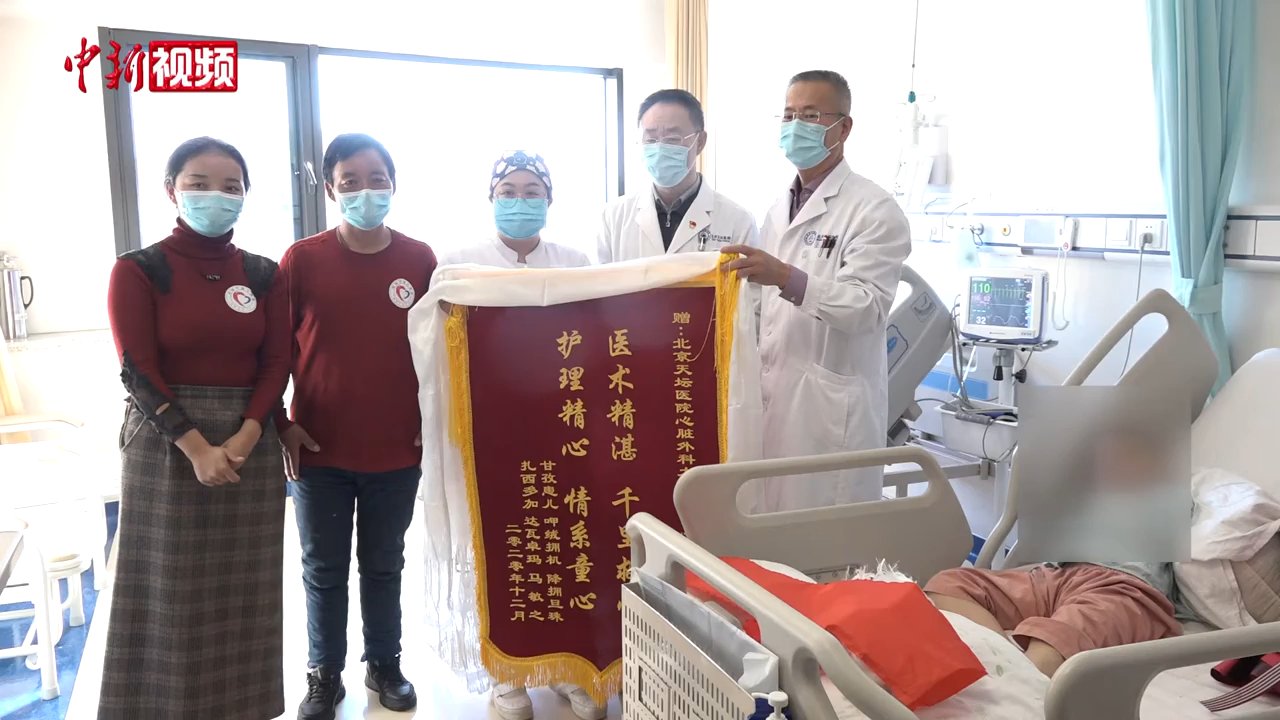 中新视频
赠:北京天坛医院心脏外科
医术精湛 千里
护理精心 情系童心
甘孜患儿 呷绒拥机 降拥旦珠
扎西多加 达瓦卓玛 马敏之
二零二零年十二月
110
32